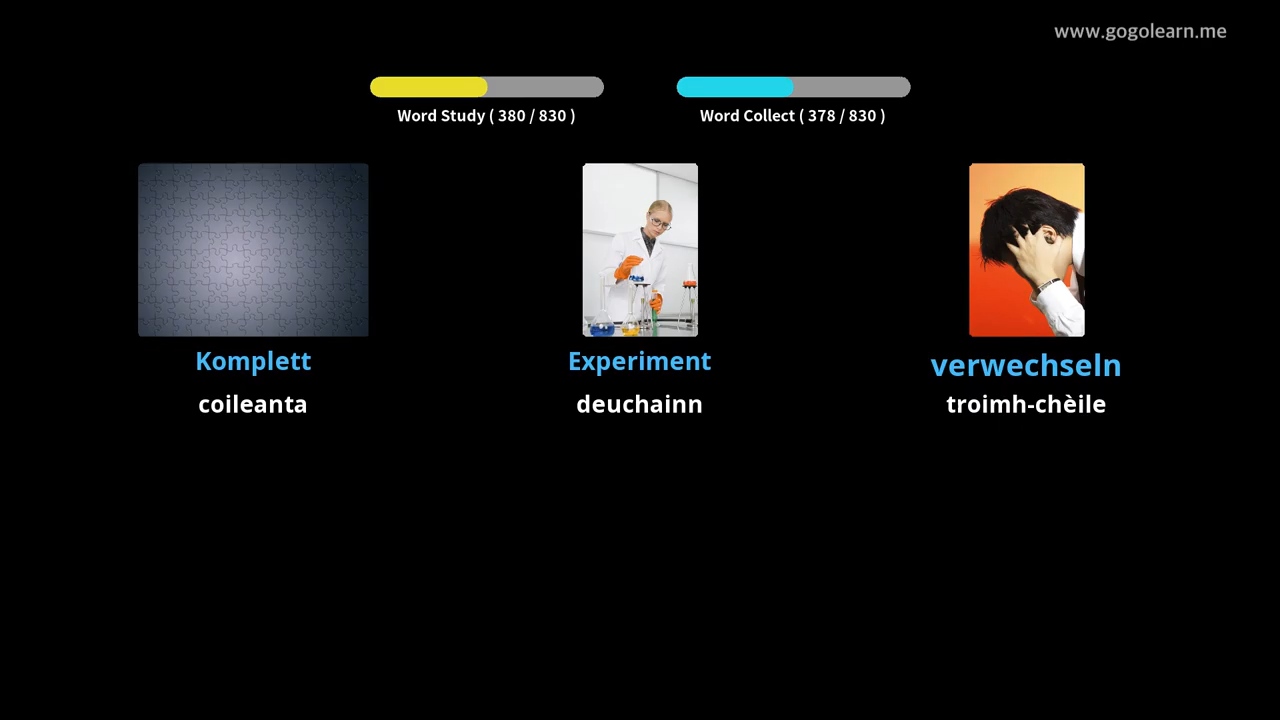 www.gogolearn.me
Word Study ( 380 / 830 )
Word Collect ( 378 / 830 )
Komplett
Experiment
verwechseln
coileanta
deuchainn
troimh-chèile